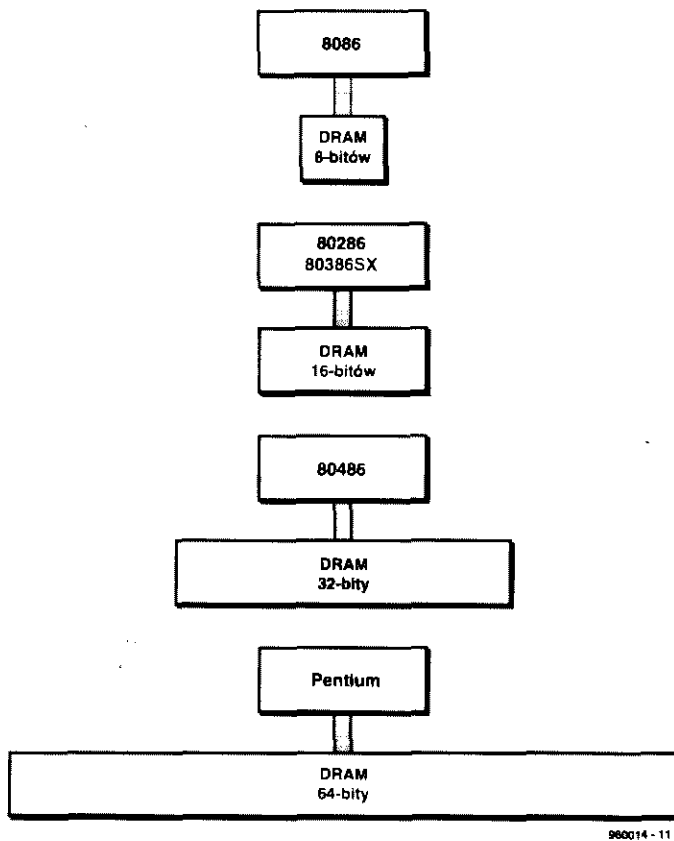 8086
DRAM
8-bitów
80286
80386SX
DRAM
16-bitów
80486
DRAM
32-bity
Pentium
DRAM
64-bity
960014 - 11